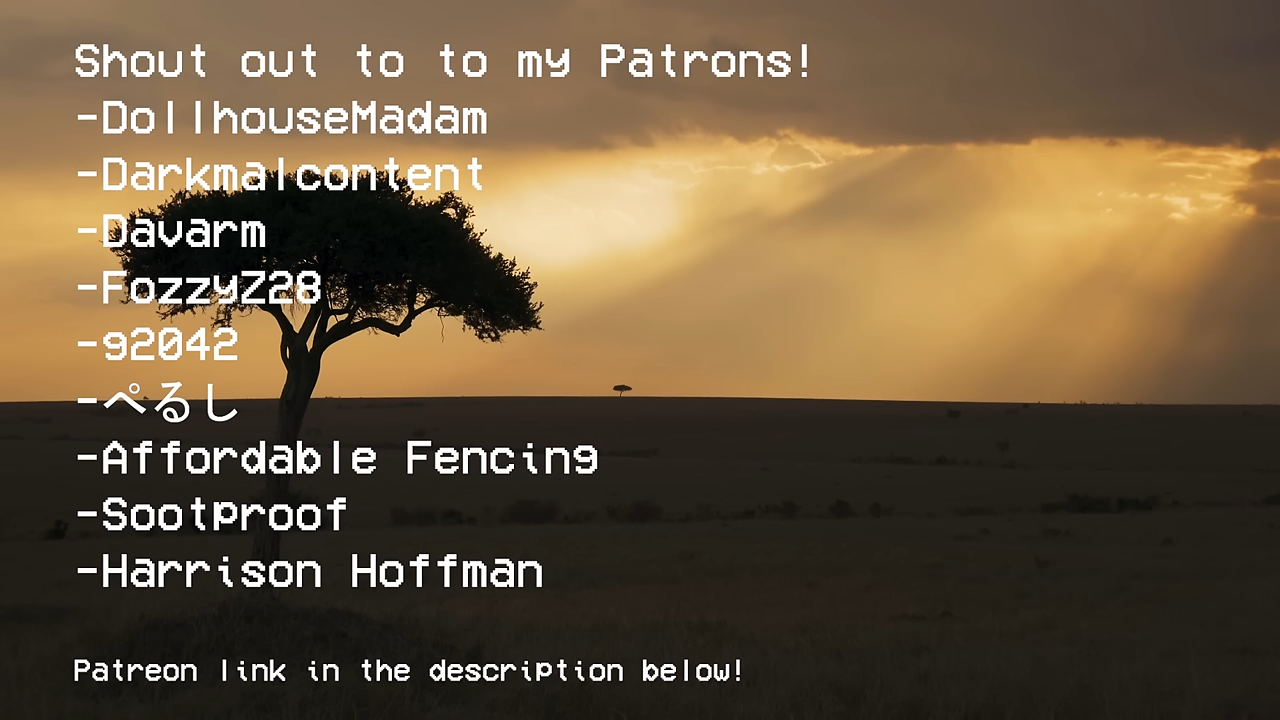 Shout out to to my Patrons!
-DollhouseMadam
-Darkmalcontent
-Davarm
-FozzyZ28
-g2042
-ぺるし
-Affordable Fencing
-Sootproof
-Harrison Hoffman
Patreon link in the description below!